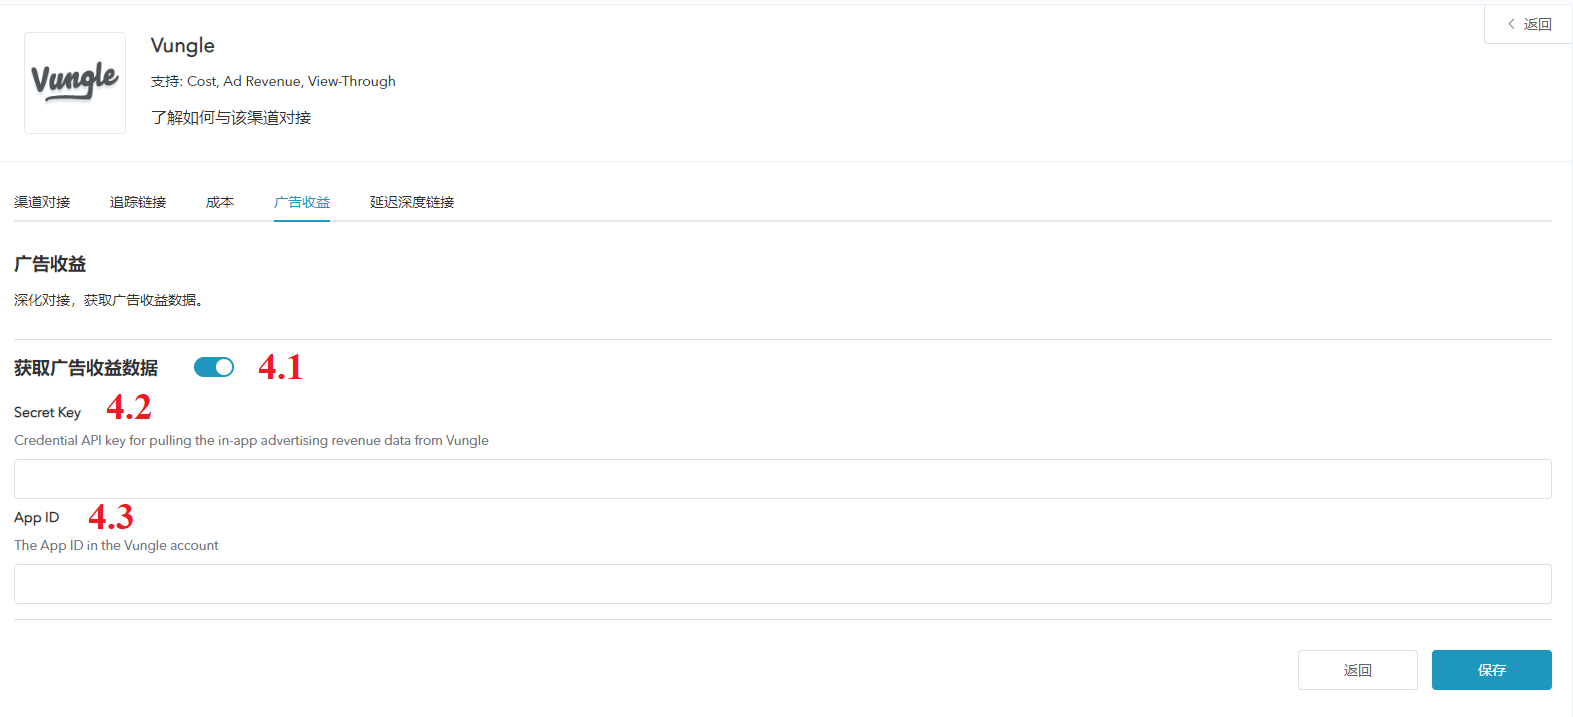 返回
Vungle
Vungle
支持: Cost, Ad Revenue, View-Through
了解如何与该渠道对接
渠道对接 追踪链接 成本 广告收益 延迟深度链接
广告收益
深化对接，获取广告收益数据。
获取广告收益数据 4.1
Secret Key 4.2
Credential API key for pulling the in-app advertising revenue data from Vungle
App ID 4.3
The App ID in the Vungle account
返回 保存